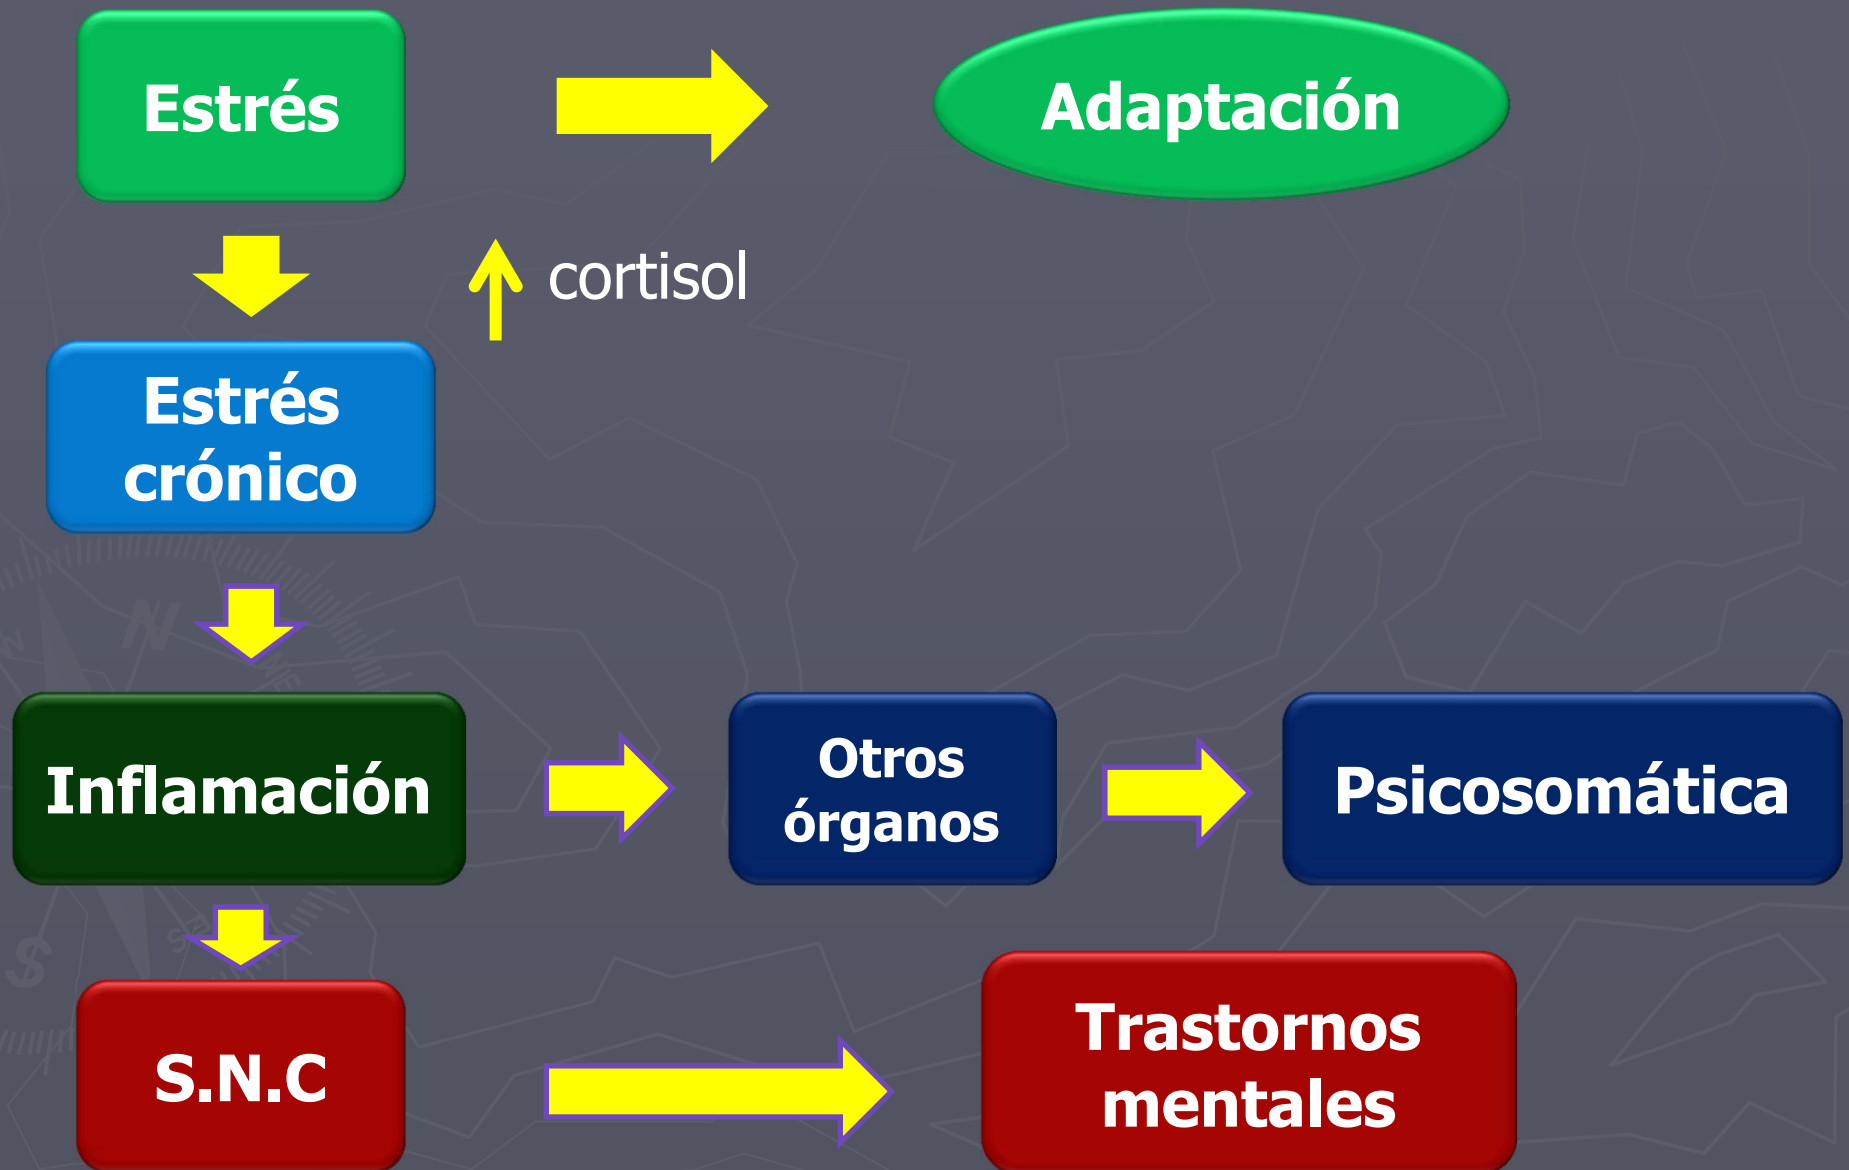 Estrés
Adaptación
cortisol
Estrés
crónico
Inflamación
Otros
órganos
Psicosomática
S.N.C
Trastornos
mentales
N
S